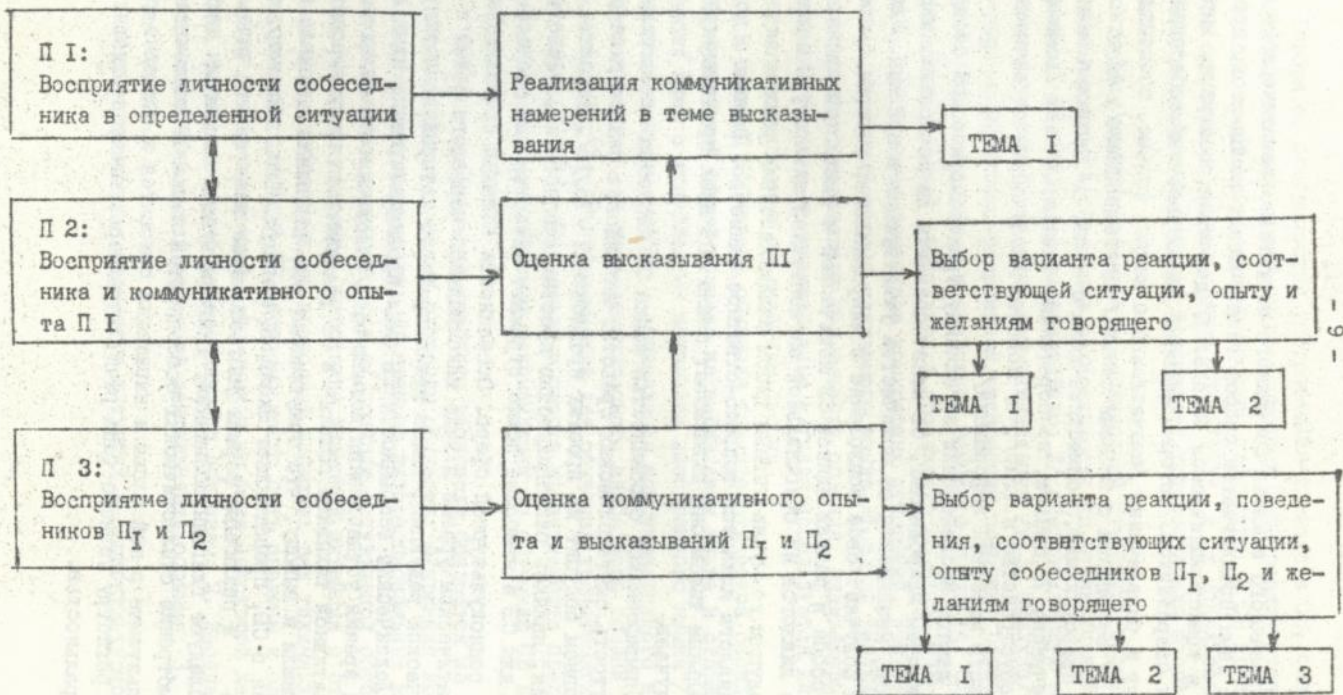 П I:
Восприятие личности собесед-
ника в определенной ситуации
Реализация коммуникативных
намерений в теме высказы-
вания
ТЕМА I
П 2:
Восприятие личности собесед-
ника и коммуникативного опы-
та П I
Оценка высказывания ПI
Выбор варианта реакции, соот-
ветствующей ситуации, опыту и
желаниям говорящего
ТЕМА I
ТЕМА 2
П 3:
Восприятие личности собесед-
ников ПI и П2
Оценка коммуникативного опы-
та и высказываний ПI и П2
Выбор варианта реакции, поведе-
ния, соответствующих ситуации,
опыту собеседников ПI, П2 и же-
ланиям говорящего
ТЕМА I
ТЕМА 2
ТЕМА 3
- 9 -